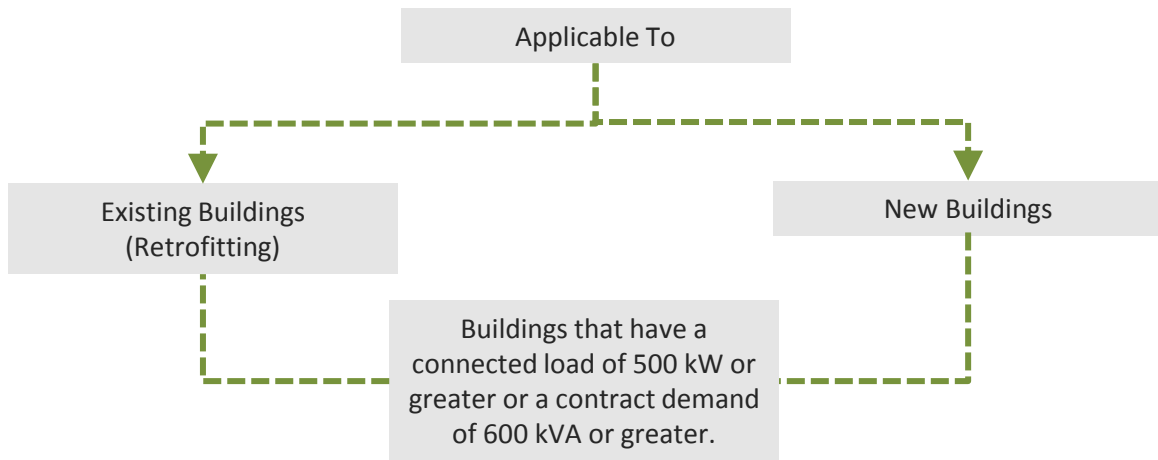 Applicable To
Existing Buildings
(Retrofitting)
New Buildings
Buildings that have a
connected load of 500 kW or
greater or a contract demand
of 600 kVA or greater.